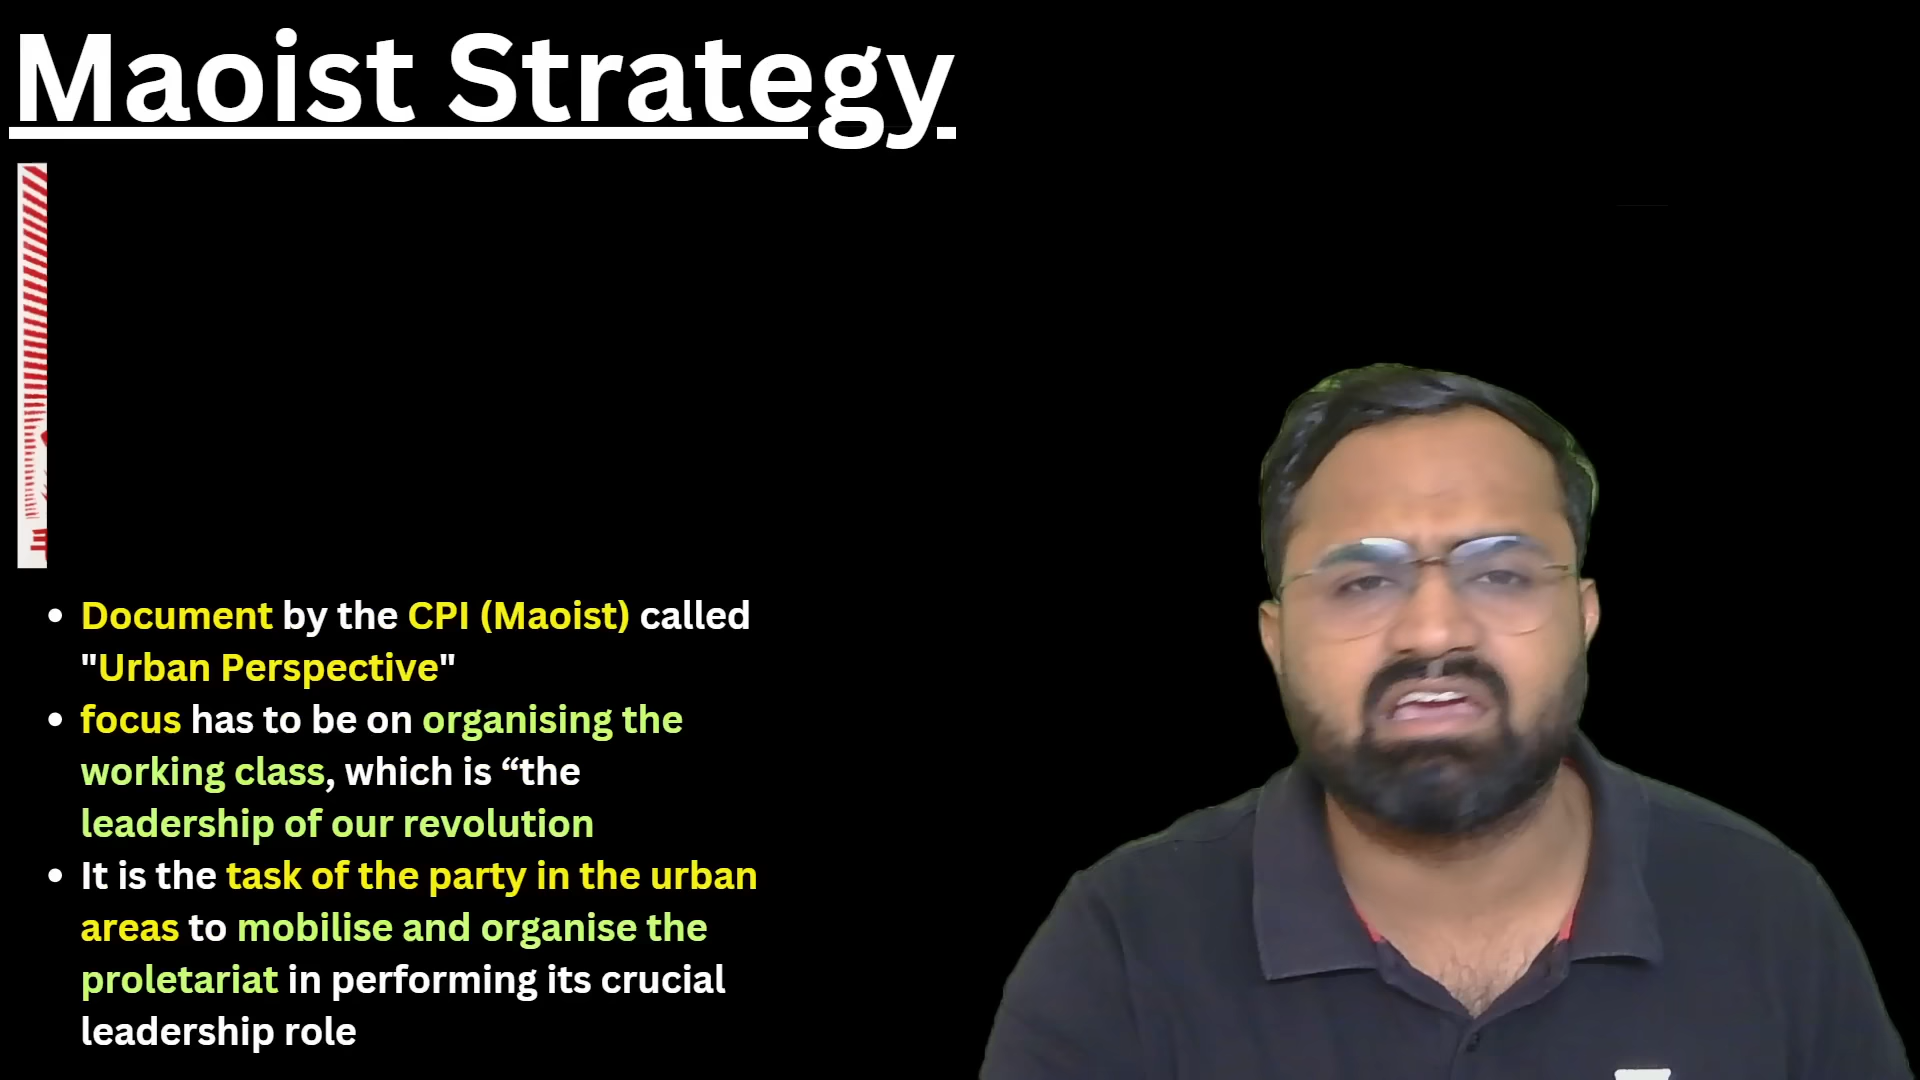 Maoist Strategy
• Document by the CPI (Maoist) called
"Urban Perspective"
• focus has to be on organising the
working class, which is “the
leadership of our revolution
• It is the task of the party in the urban
areas to mobilise and organise the
proletariat in performing its crucial
leadership role